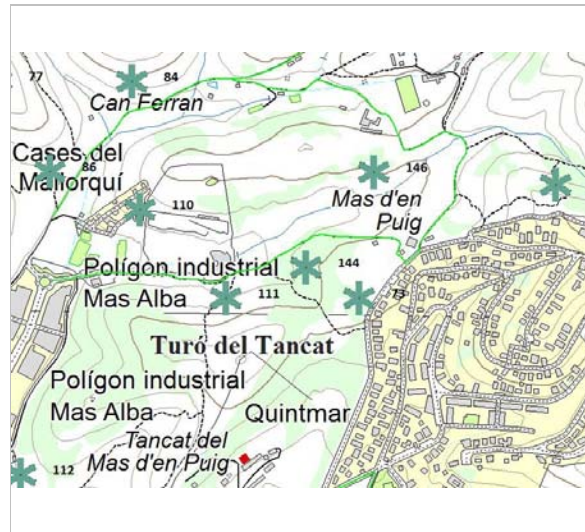 77
84
Can Ferran
Cases del
Mallorquí
86
110
146
Mas d'en
Puig
Polígon industrial
Mas Alba
144
111
73
Turó del Tancat
Polígon industrial
Mas Alba
Quintmar
Tancat del
Mas d'en Puig
112